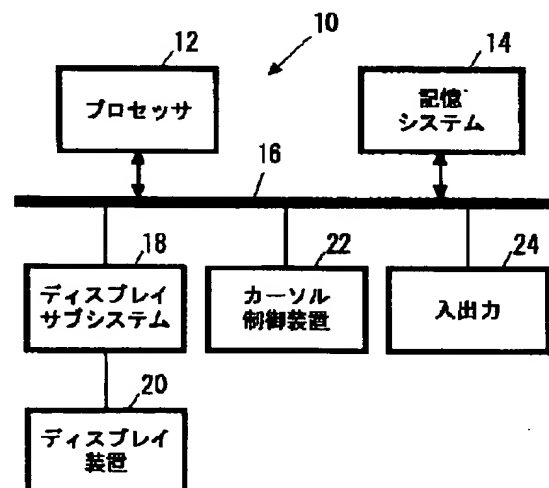 10
12
14
プロセッサ
記憶
システム
16
18
22
24
ディスプレイ
サブシステム
カーソル
制御装置
入出力
20
ディスプレイ
装置